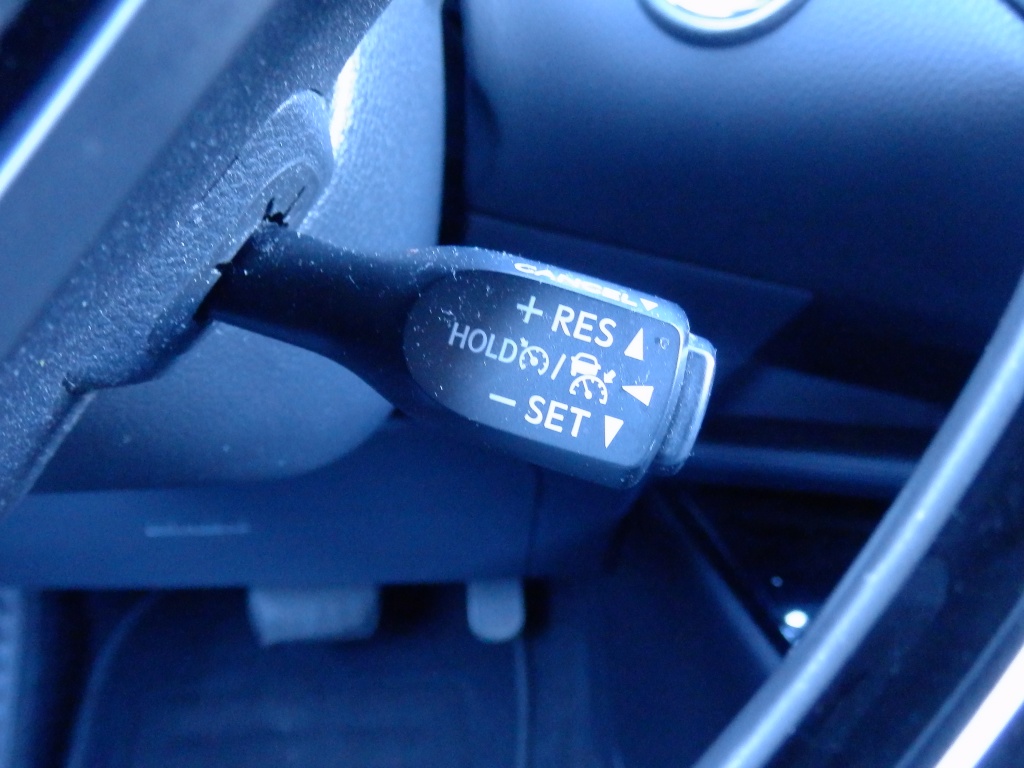 CANCEL
+ RES
HOLD /
- SET